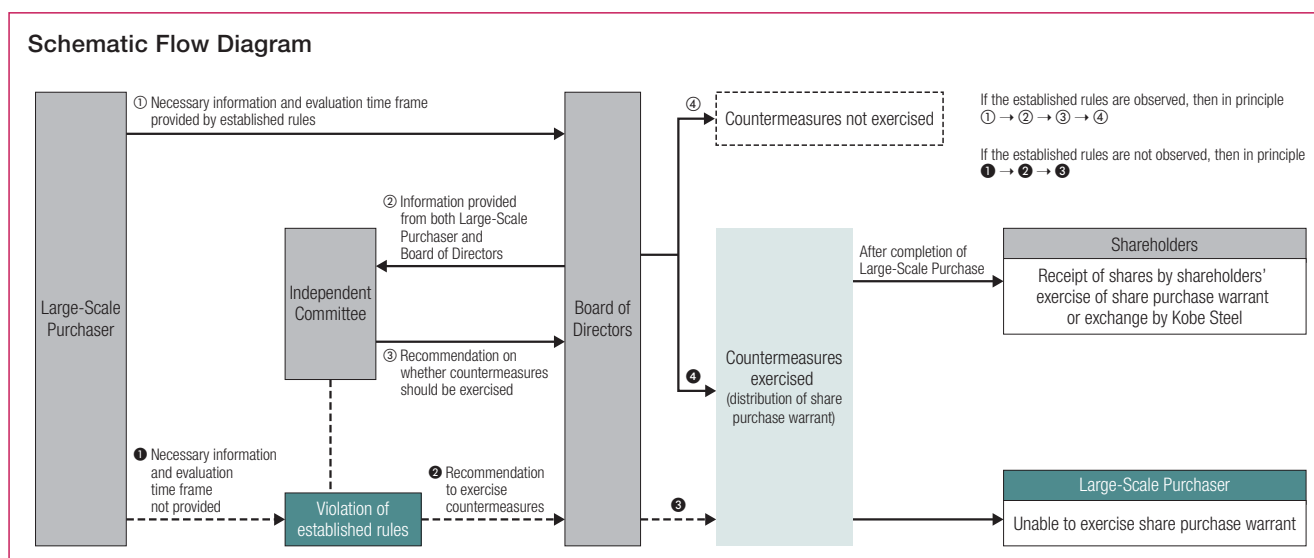 Schematic Flow Diagram
① Necessary information and evaluation time frame
provided by established rules
④
Countermeasures not exercised
If the established rules are observed, then in principle
① → ② → ③ → ④
If the established rules are not observed, then in principle
❶ → ❷ → ❸
② Information provided
from both Large-Scale
Purchaser and
Board of Directors
Large-Scale
Purchaser
Independent
Committee
Board of
Directors
③ Recommendation on
whether countermeasures
should be exercised
❹
Countermeasures
exercised
(distribution of share
purchase warrant)
After completion of
Large-Scale Purchase
Shareholders
Receipt of shares by shareholders’
exercise of share purchase warrant
or exchange by Kobe Steel
❶ Necessary information
and evaluation
time frame
not provided
Violation of
established rules
❷ Recommendation
to exercise
countermeasures
❸
Large-Scale Purchaser
Unable to exercise share purchase warrant